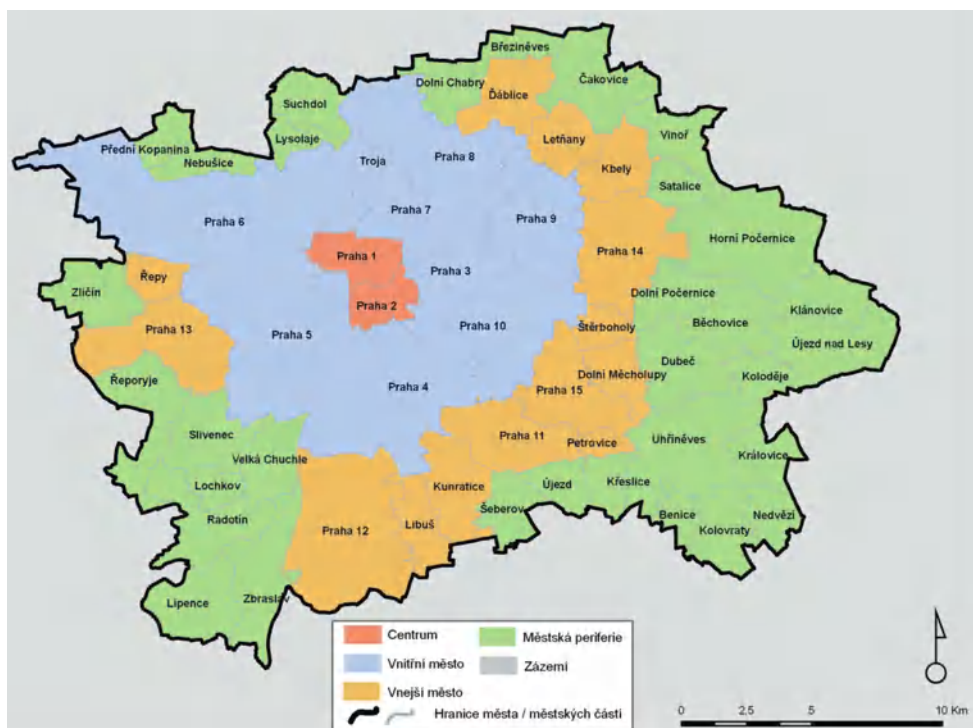 Březiněves
Dolní Chabry
Ďáblice
Čakovice
Suchdol
Lysolaje
Letňany
Vinoř
Přední Kopanina
Nebušice
Troja
Praha 8
Kbely
Satalice
Praha 6
Praha 7
Praha 9
Horní Počernice
Praha 1
Praha 3
Praha 14
Řepy
Zličín
Praha 2
Dolní Počernice
Klánovice
Praha 13
Praha 5
Praha 10
Štěrboholy
Běchovice
Újezd nad Lesy
Řeporyje
Praha 4
Praha 15
Dolní Měcholupy
Dubeč
Koloděje
Slivenec
Velká Chuchle
Praha 11
Petrovice
Uhříněves
Královice
Lochkov
Kunratice
Újezd
Křeslice
Radotín
Praha 12
Libuš
Šeberov
Benice
Kolovraty
Nedvězí
Lipence
Zbraslav
Centrum
Městská periferie
Vnitřní město
Zázemí
Vnější město
Hranice města / městských částí
0 2,5 5 10 Km